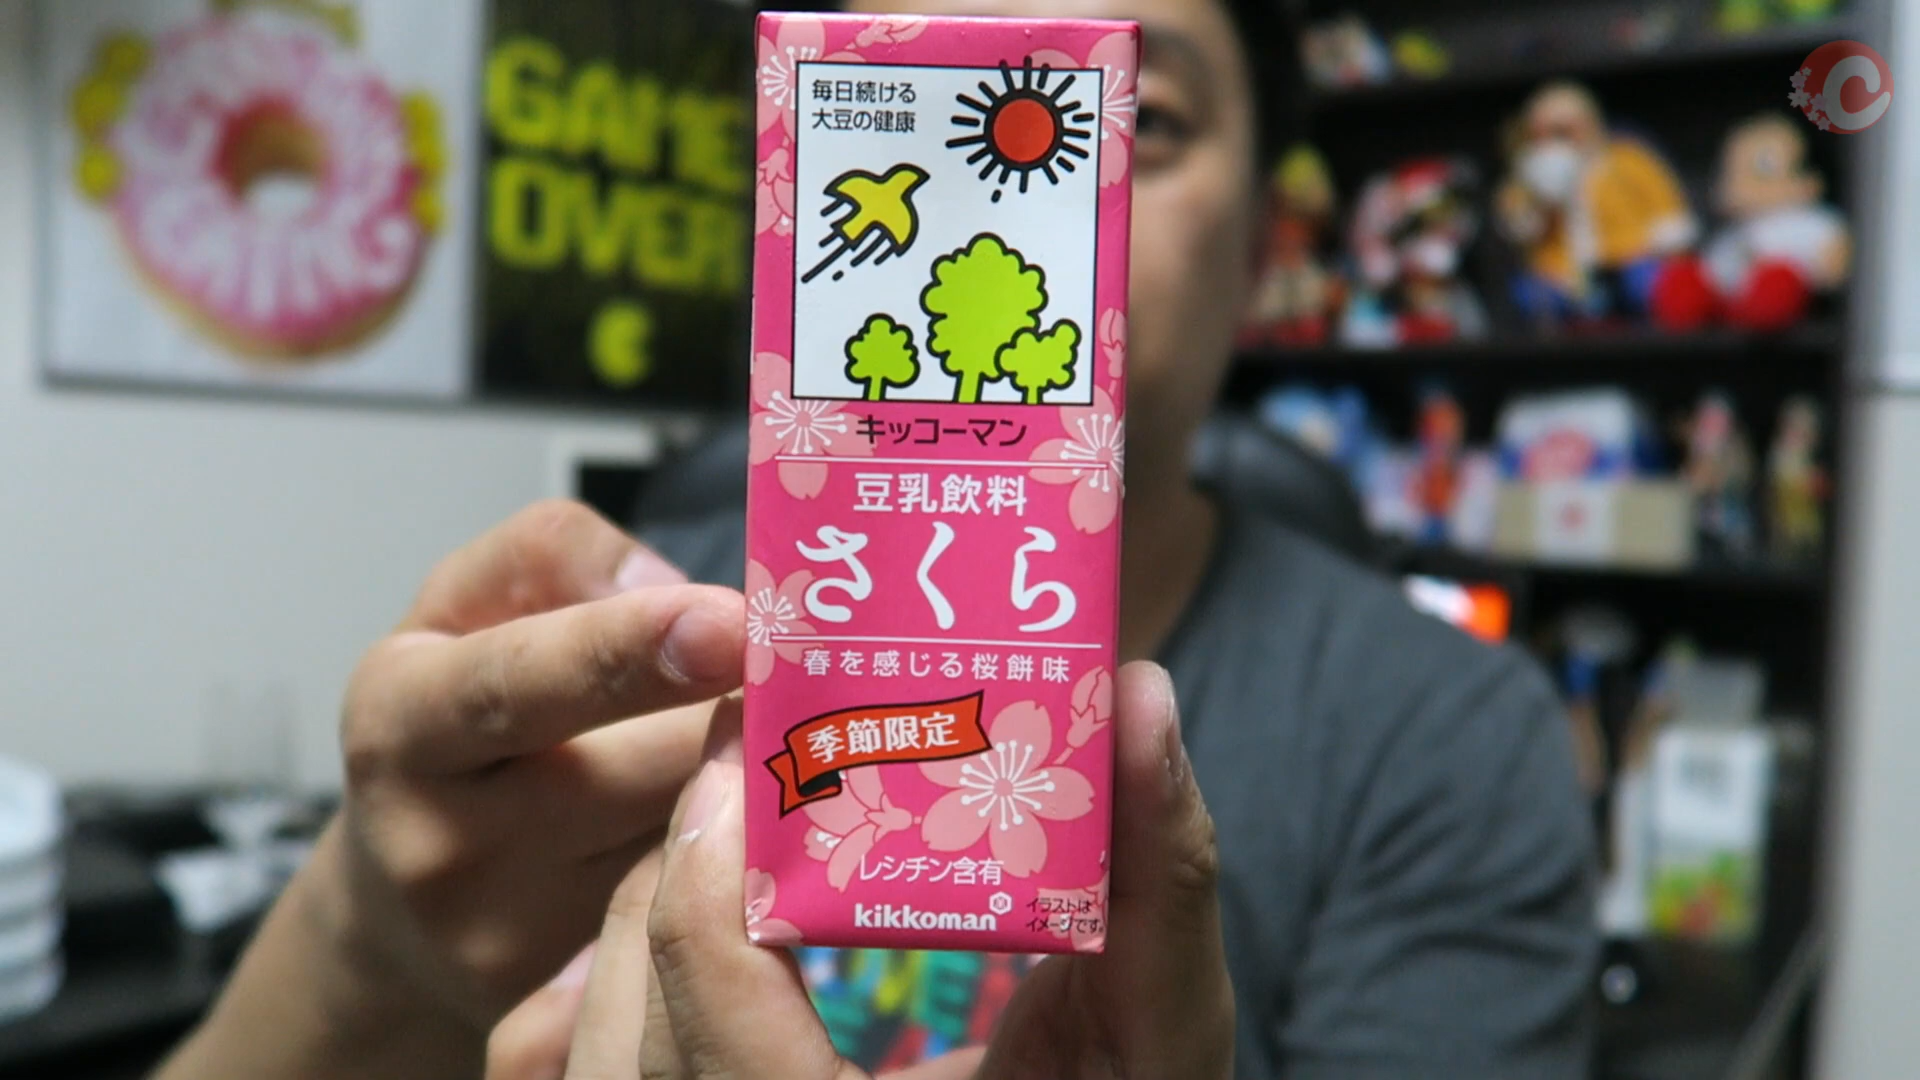 GAME
OVER
毎日続ける
大豆の健康
キッコーマン
豆乳飲料
さくら
春を感じる桜餅味
季節限定
レシチン含有
kikkoman
イラストは
イメージです。
C